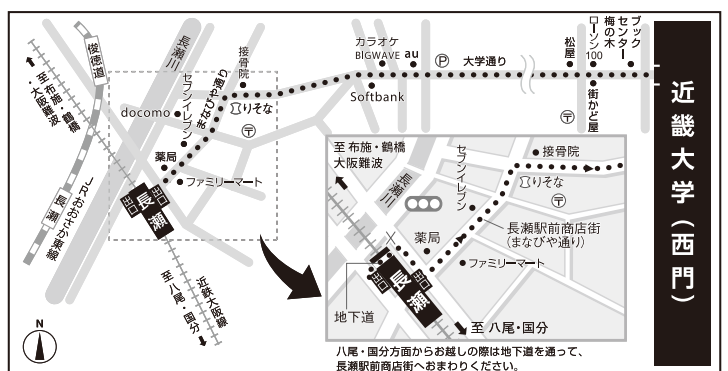 俊徳道
至 布施・鶴橋
・大阪難波
長瀬川
接骨院
カラオケ
BIGWAVE
au
P
大学通り
松屋
ローソン100
梅の木
ブック
センター
近畿大学(西門)
docomo
セブンイレブン
まなびや通り
りそな
〒
Softbank
〒
街かど屋
薬局
ファミリーマート
出口
出口
長瀬
長瀬
JRおおさか東線
近鉄大阪線
至 八尾・国分
N
至 布施・鶴橋
大阪難波
長瀬川
セブンイレブン
接骨院
りそな
〒
長瀬駅前商店街
(まなびや通り)
薬局
ファミリーマート
出口
出口
長瀬
地下道
至 八尾・国分
八尾・国分方面からお越しの際は地下道を通って、
長瀬駅前商店街へおまわりください。